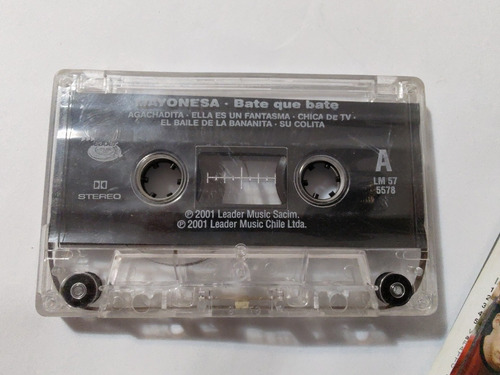 MAYONESA - Bate que bate
AGACHADITA - ELLA ES UN FANTASMA - CHICA DE TV -
EL BAILE DE LA BANANITA - SU COLITA
A
LM 57
5578
STEREO
℗ 2001 Leader Music Sacim.
℗ 2001 Leader Music Chile Ltda.